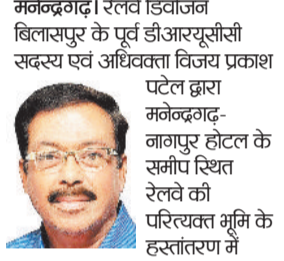 मनेन्द्रगढ़। रेलवे डिवीजन
बिलासपुर के पूर्व डीआरयूसीसी
सदस्य एवं अधिवक्ता विजय प्रकाश
पटेल द्वारा
मनेन्द्रगढ़-
नागपुर होटल के
समीप स्थित
रेलवे की
परित्यक्त भूमि के
हस्तांतरण में